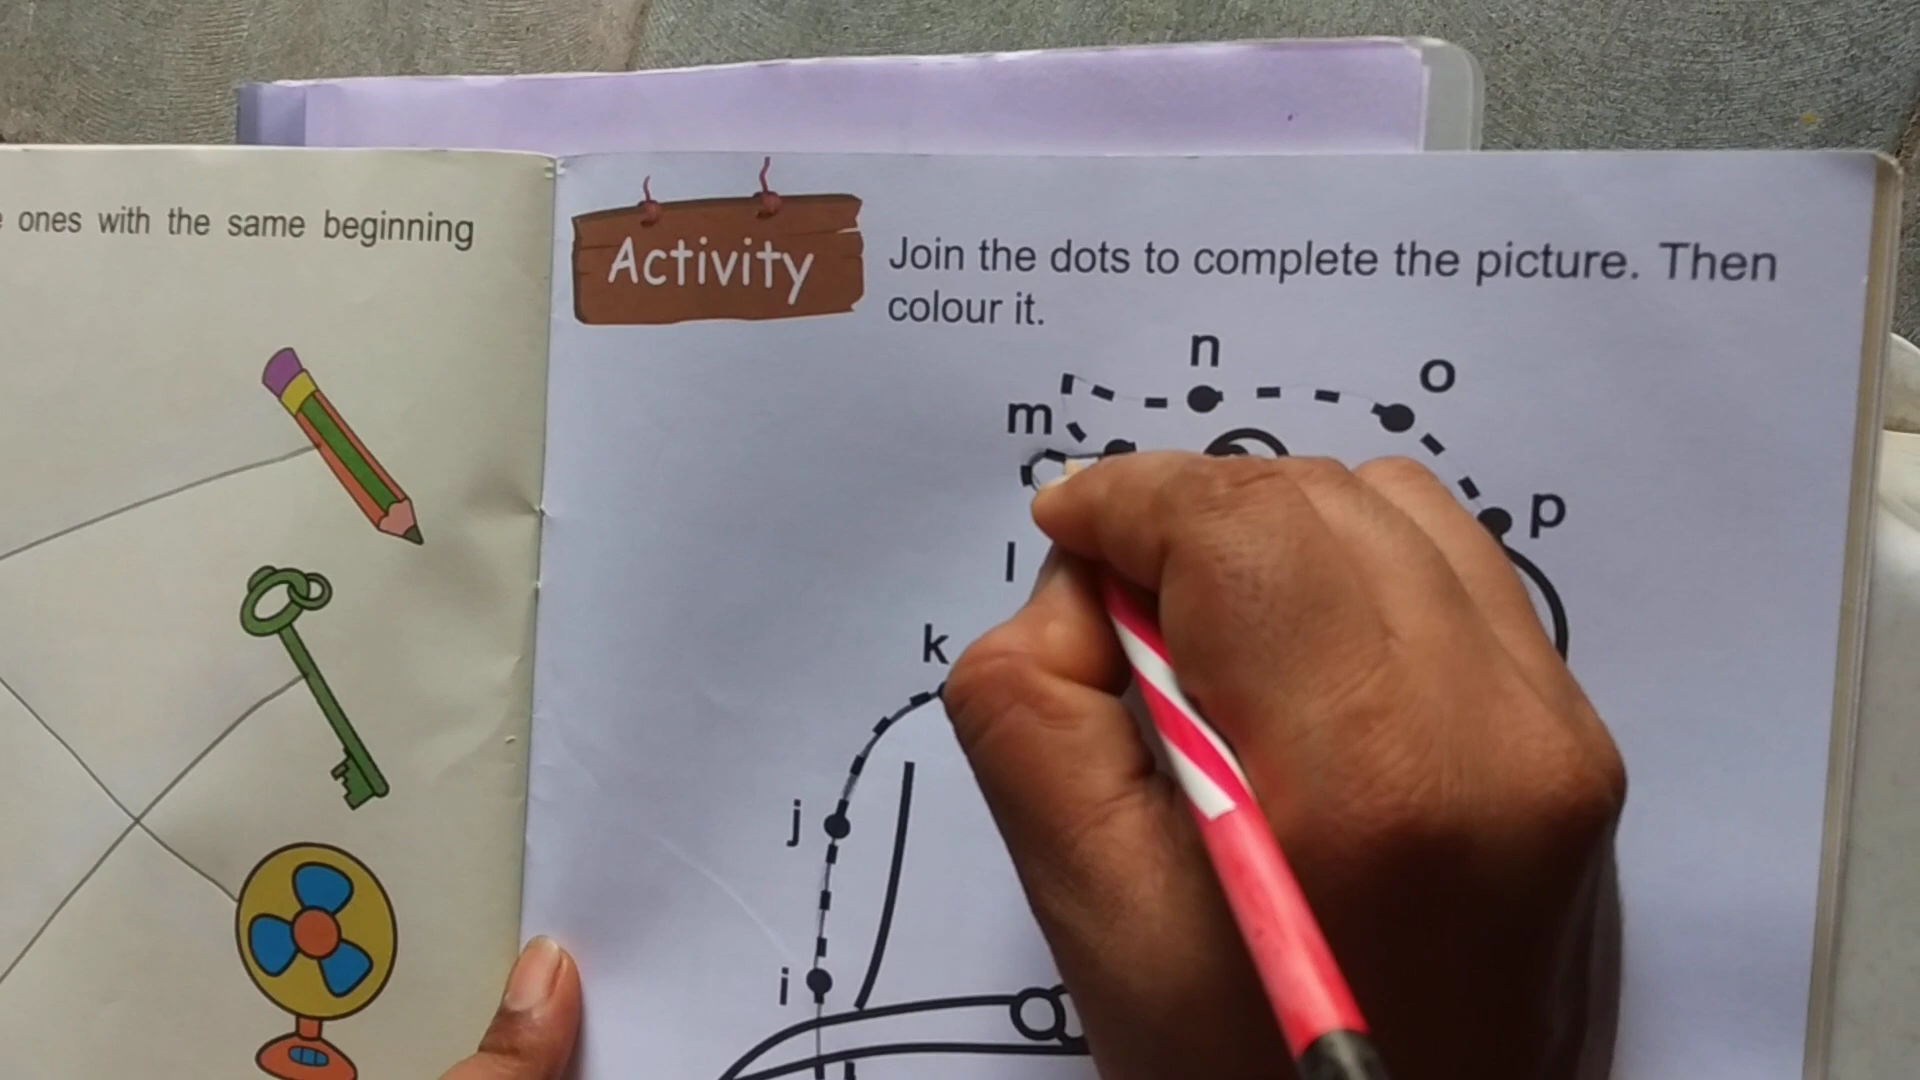 ones with the same beginning
Activity
Join the dots to complete the picture. Then
colour it.
n
o
m
p
l
k
j
i